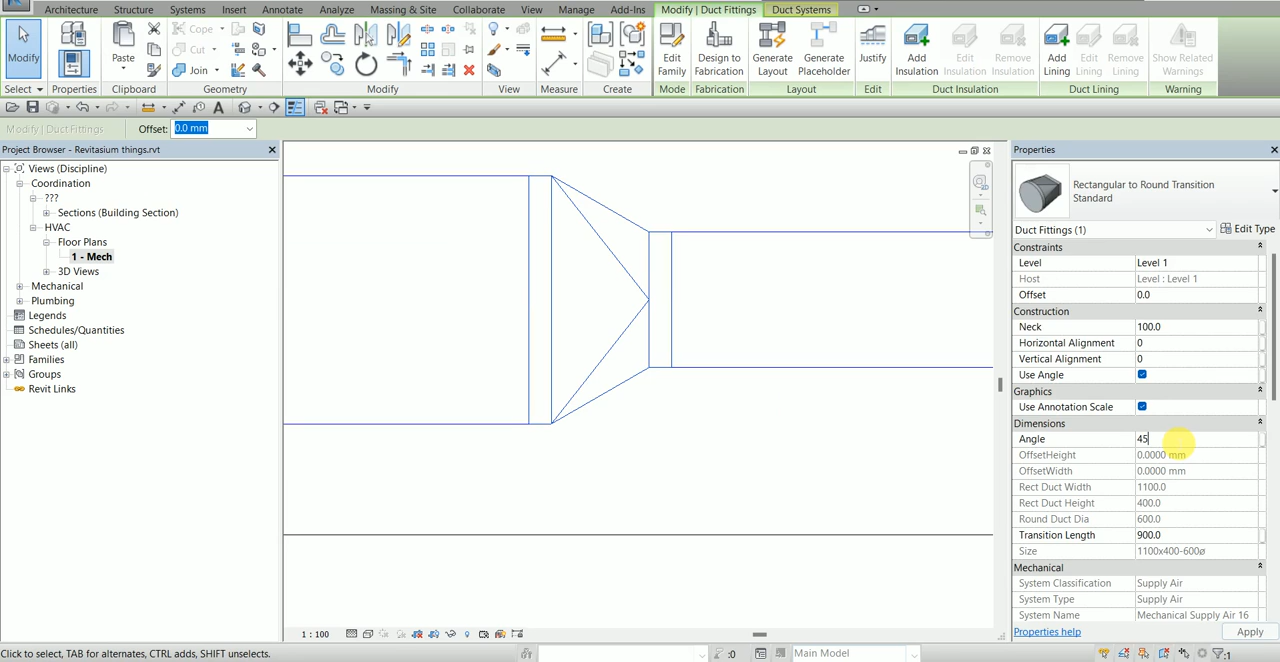 Architecture Structure Systems Insert Annotate Analyze Massing & Site Collaborate View Manage Add-Ins Modify | Duct Fittings Duct Systems
Modify
Paste
Cope
Cut
Join
Edit Family
Design to Fabrication
Generate Layout
Generate Placeholder
Justify
Add Insulation
Edit Insulation
Remove Insulation
Add Lining
Edit Lining
Remove Lining
Show Related Warnings
Select Properties Clipboard Geometry Modify View Measure Create Mode Fabrication Layout Edit Duct Insulation Duct Lining Warning
Modify | Duct Fittings Offset: 0.0 mm
Project Browser - Revitasium things.rvt
Views (Discipline)
Coordination
???
Sections (Building Section)
HVAC
Floor Plans
1 - Mech
3D Views
Mechanical
Plumbing
Legends
Schedules/Quantities
Sheets (all)
Families
Groups
Revit Links
Properties
Rectangular to Round Transition
Standard
Duct Fittings (1) Edit Type
Constraints
Level Level 1
Host Level : Level 1
Offset 0.0
Construction
Neck 100.0
Horizontal Alignment 0
Vertical Alignment 0
Use Angle
Graphics
Use Annotation Scale
Dimensions
Angle 45
OffsetHeight 0.0000 mm
OffsetWidth 0.0000 mm
Rect Duct Width 1100.0
Rect Duct Height 400.0
Round Duct Dia 600.0
Transition Length 900.0
Size 1100x400-600ø
Mechanical
System Classification Supply Air
System Type Supply Air
System Name Mechanical Supply Air 16
Properties help Apply
1 : 100
Click to select, TAB for alternates, CTRL adds, SHIFT unselects. :0 Main Model :1